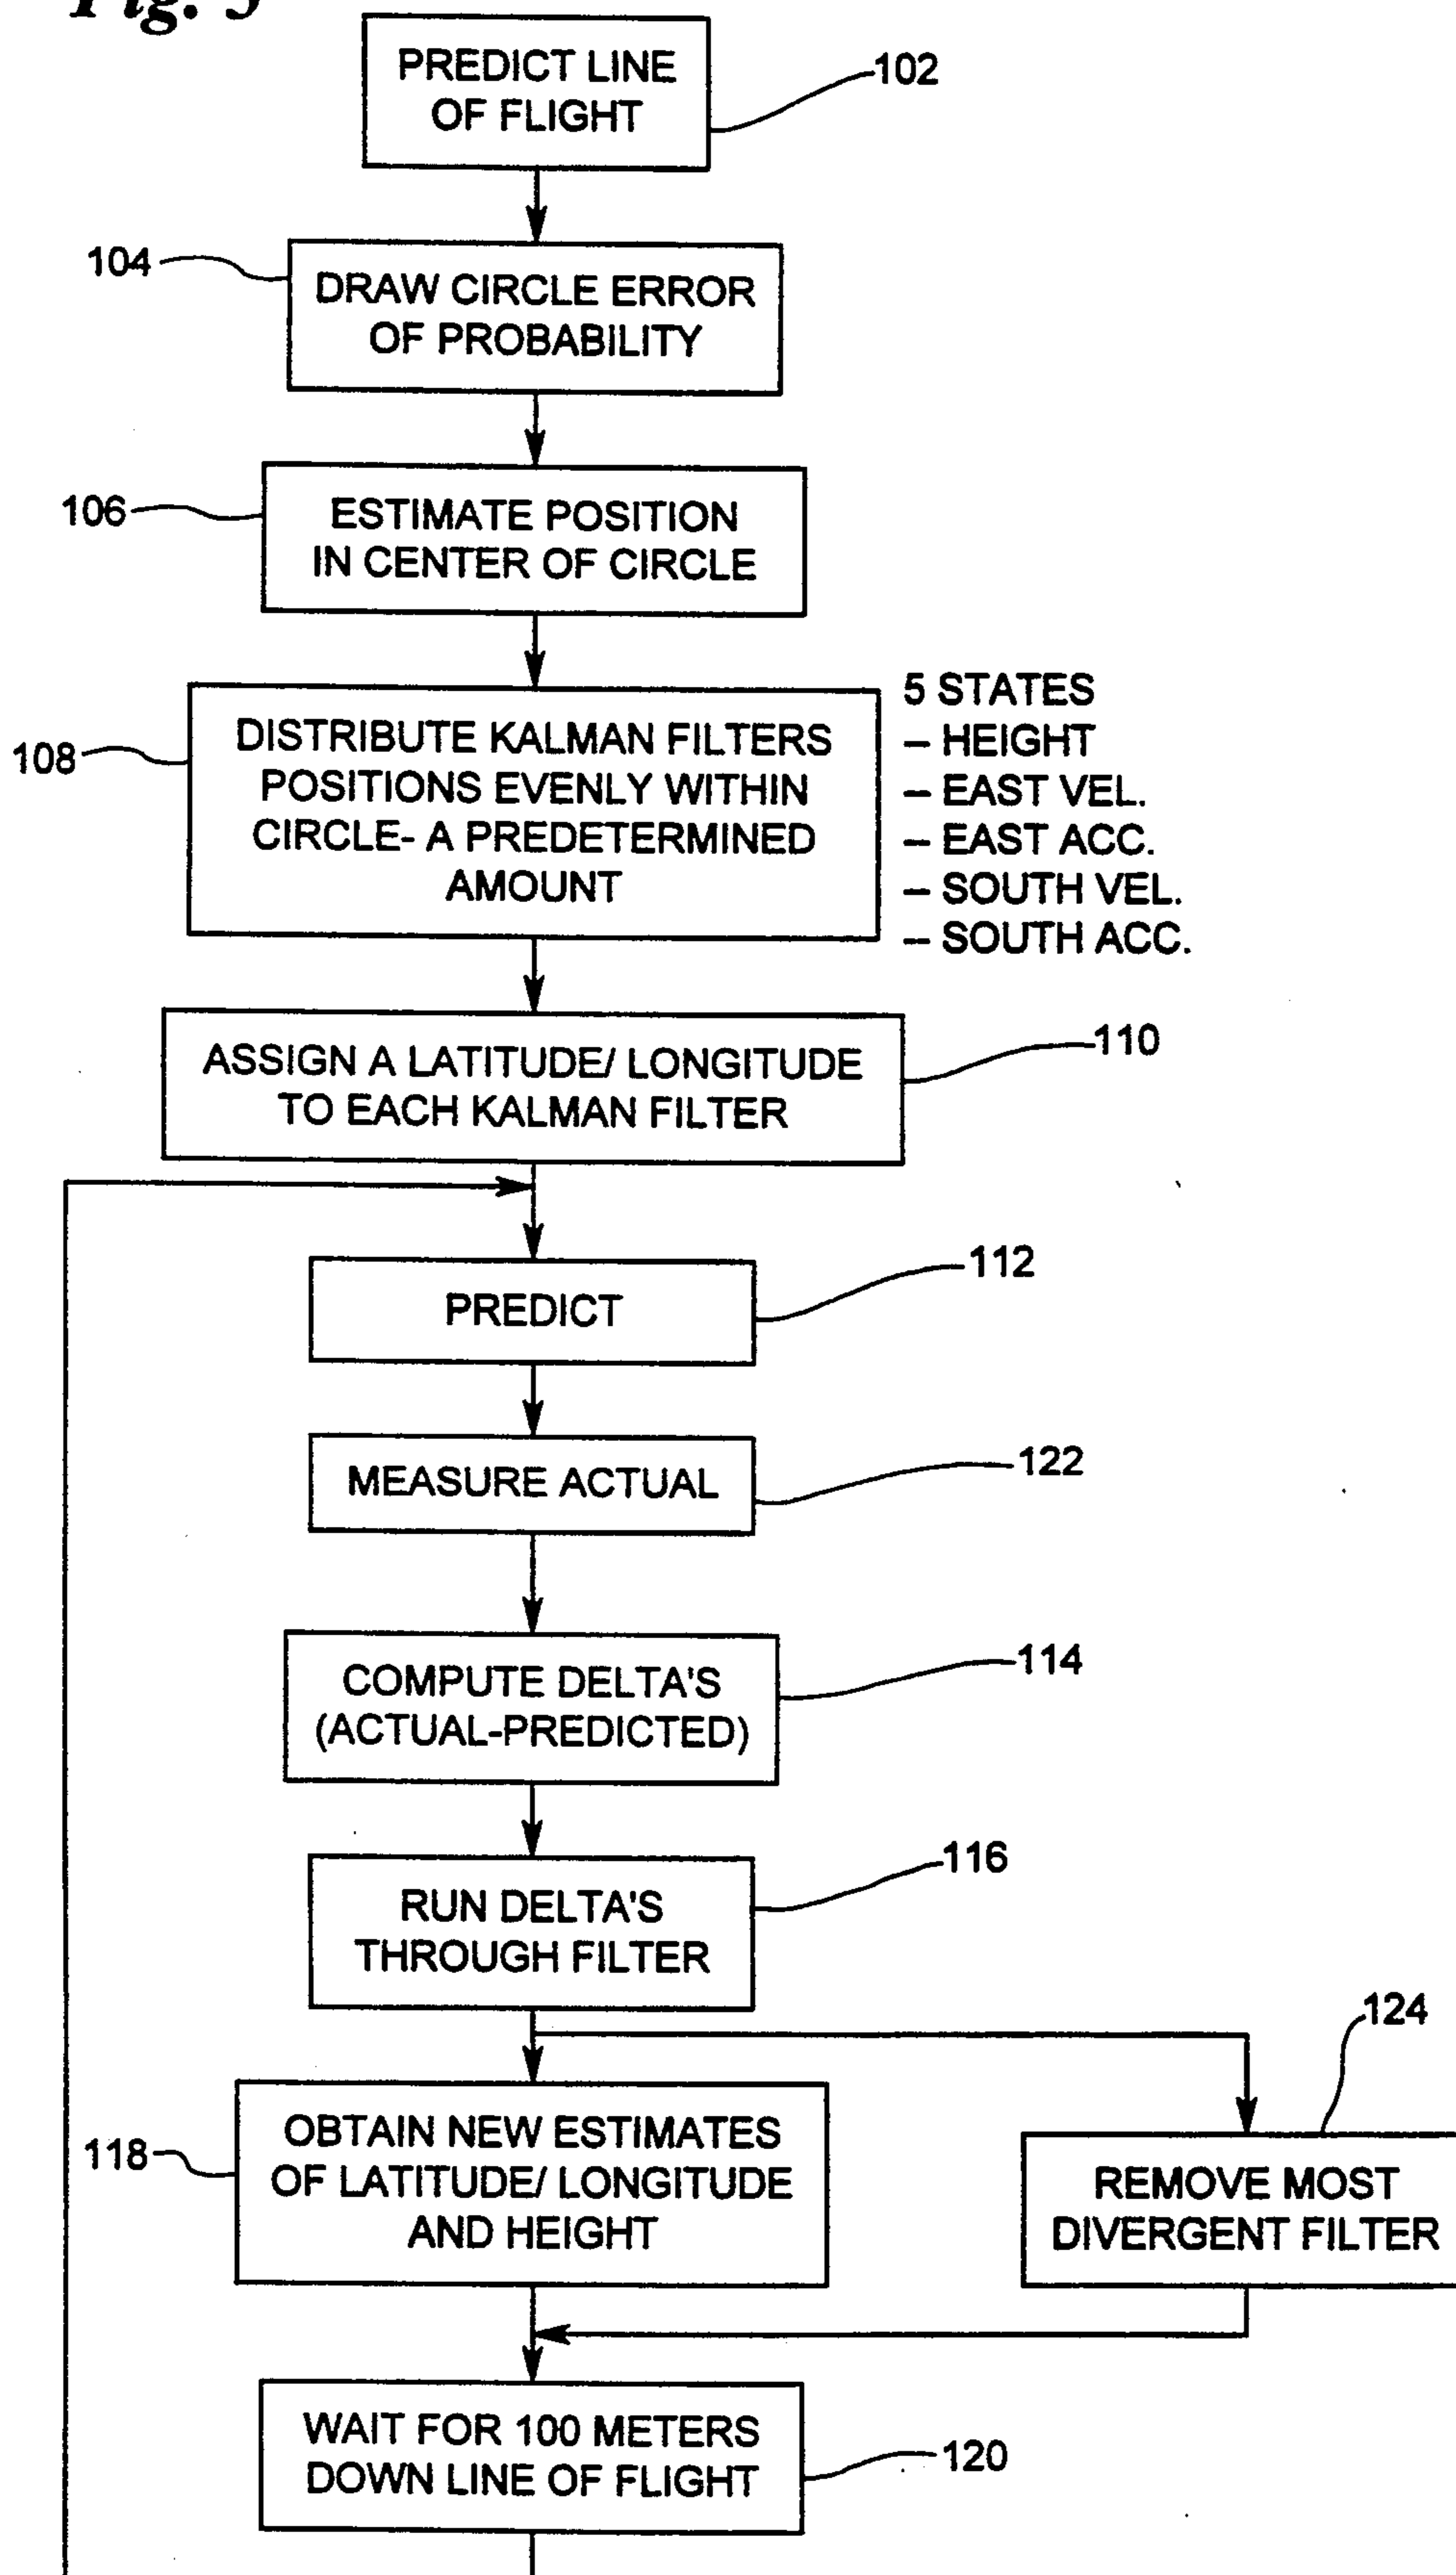 PREDICT LINE
OF FLIGHT
102
104
DRAW CIRCLE ERROR
OF PROBABILITY
106
ESTIMATE POSITION
IN CENTER OF CIRCLE
108
DISTRIBUTE KALMAN FILTERS
POSITIONS EVENLY WITHIN
CIRCLE- A PREDETERMINED
AMOUNT
5 STATES
– HEIGHT
– EAST VEL.
– EAST ACC.
– SOUTH VEL.
– SOUTH ACC.
ASSIGN A LATITUDE/ LONGITUDE
TO EACH KALMAN FILTER
110
PREDICT
112
MEASURE ACTUAL
122
COMPUTE DELTA'S
(ACTUAL-PREDICTED)
114
RUN DELTA'S
THROUGH FILTER
116
118
OBTAIN NEW ESTIMATES
OF LATITUDE/ LONGITUDE
AND HEIGHT
124
REMOVE MOST
DIVERGENT FILTER
WAIT FOR 100 METERS
DOWN LINE OF FLIGHT
120